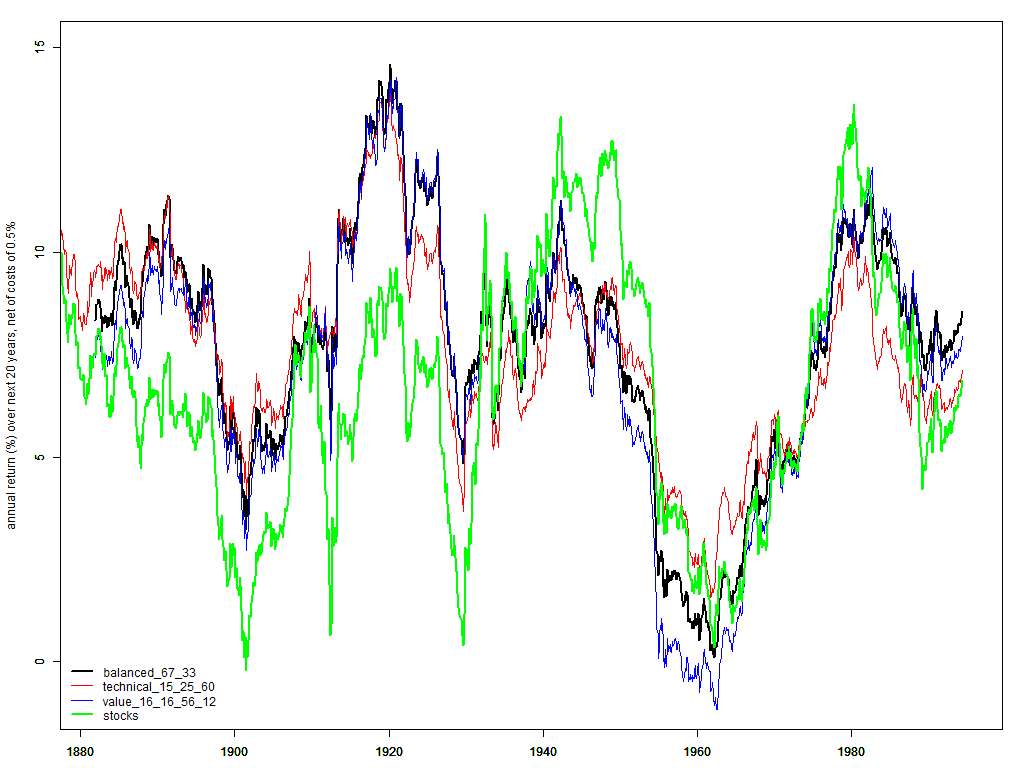 15
10
5
0
annual return (%) over next 20 years, net of costs of 0.5%
balanced_67_33
technical_15_25_60
value_16_16_56_12
stocks
1880 1900 1920 1940 1960 1980